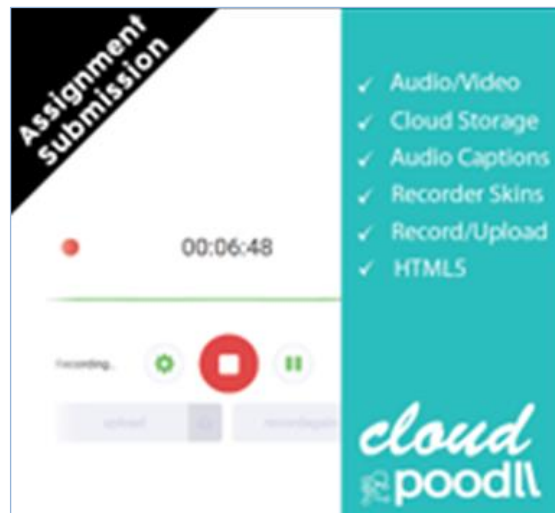 Assignment
Submission
00:06:48
Recording..
upload
✓ Audio/Video
✓ Cloud Storage
✓ Audio Captions
✓ Recorder Skins
✓ Record/Upload
✓ HTML5
cloud
poodll